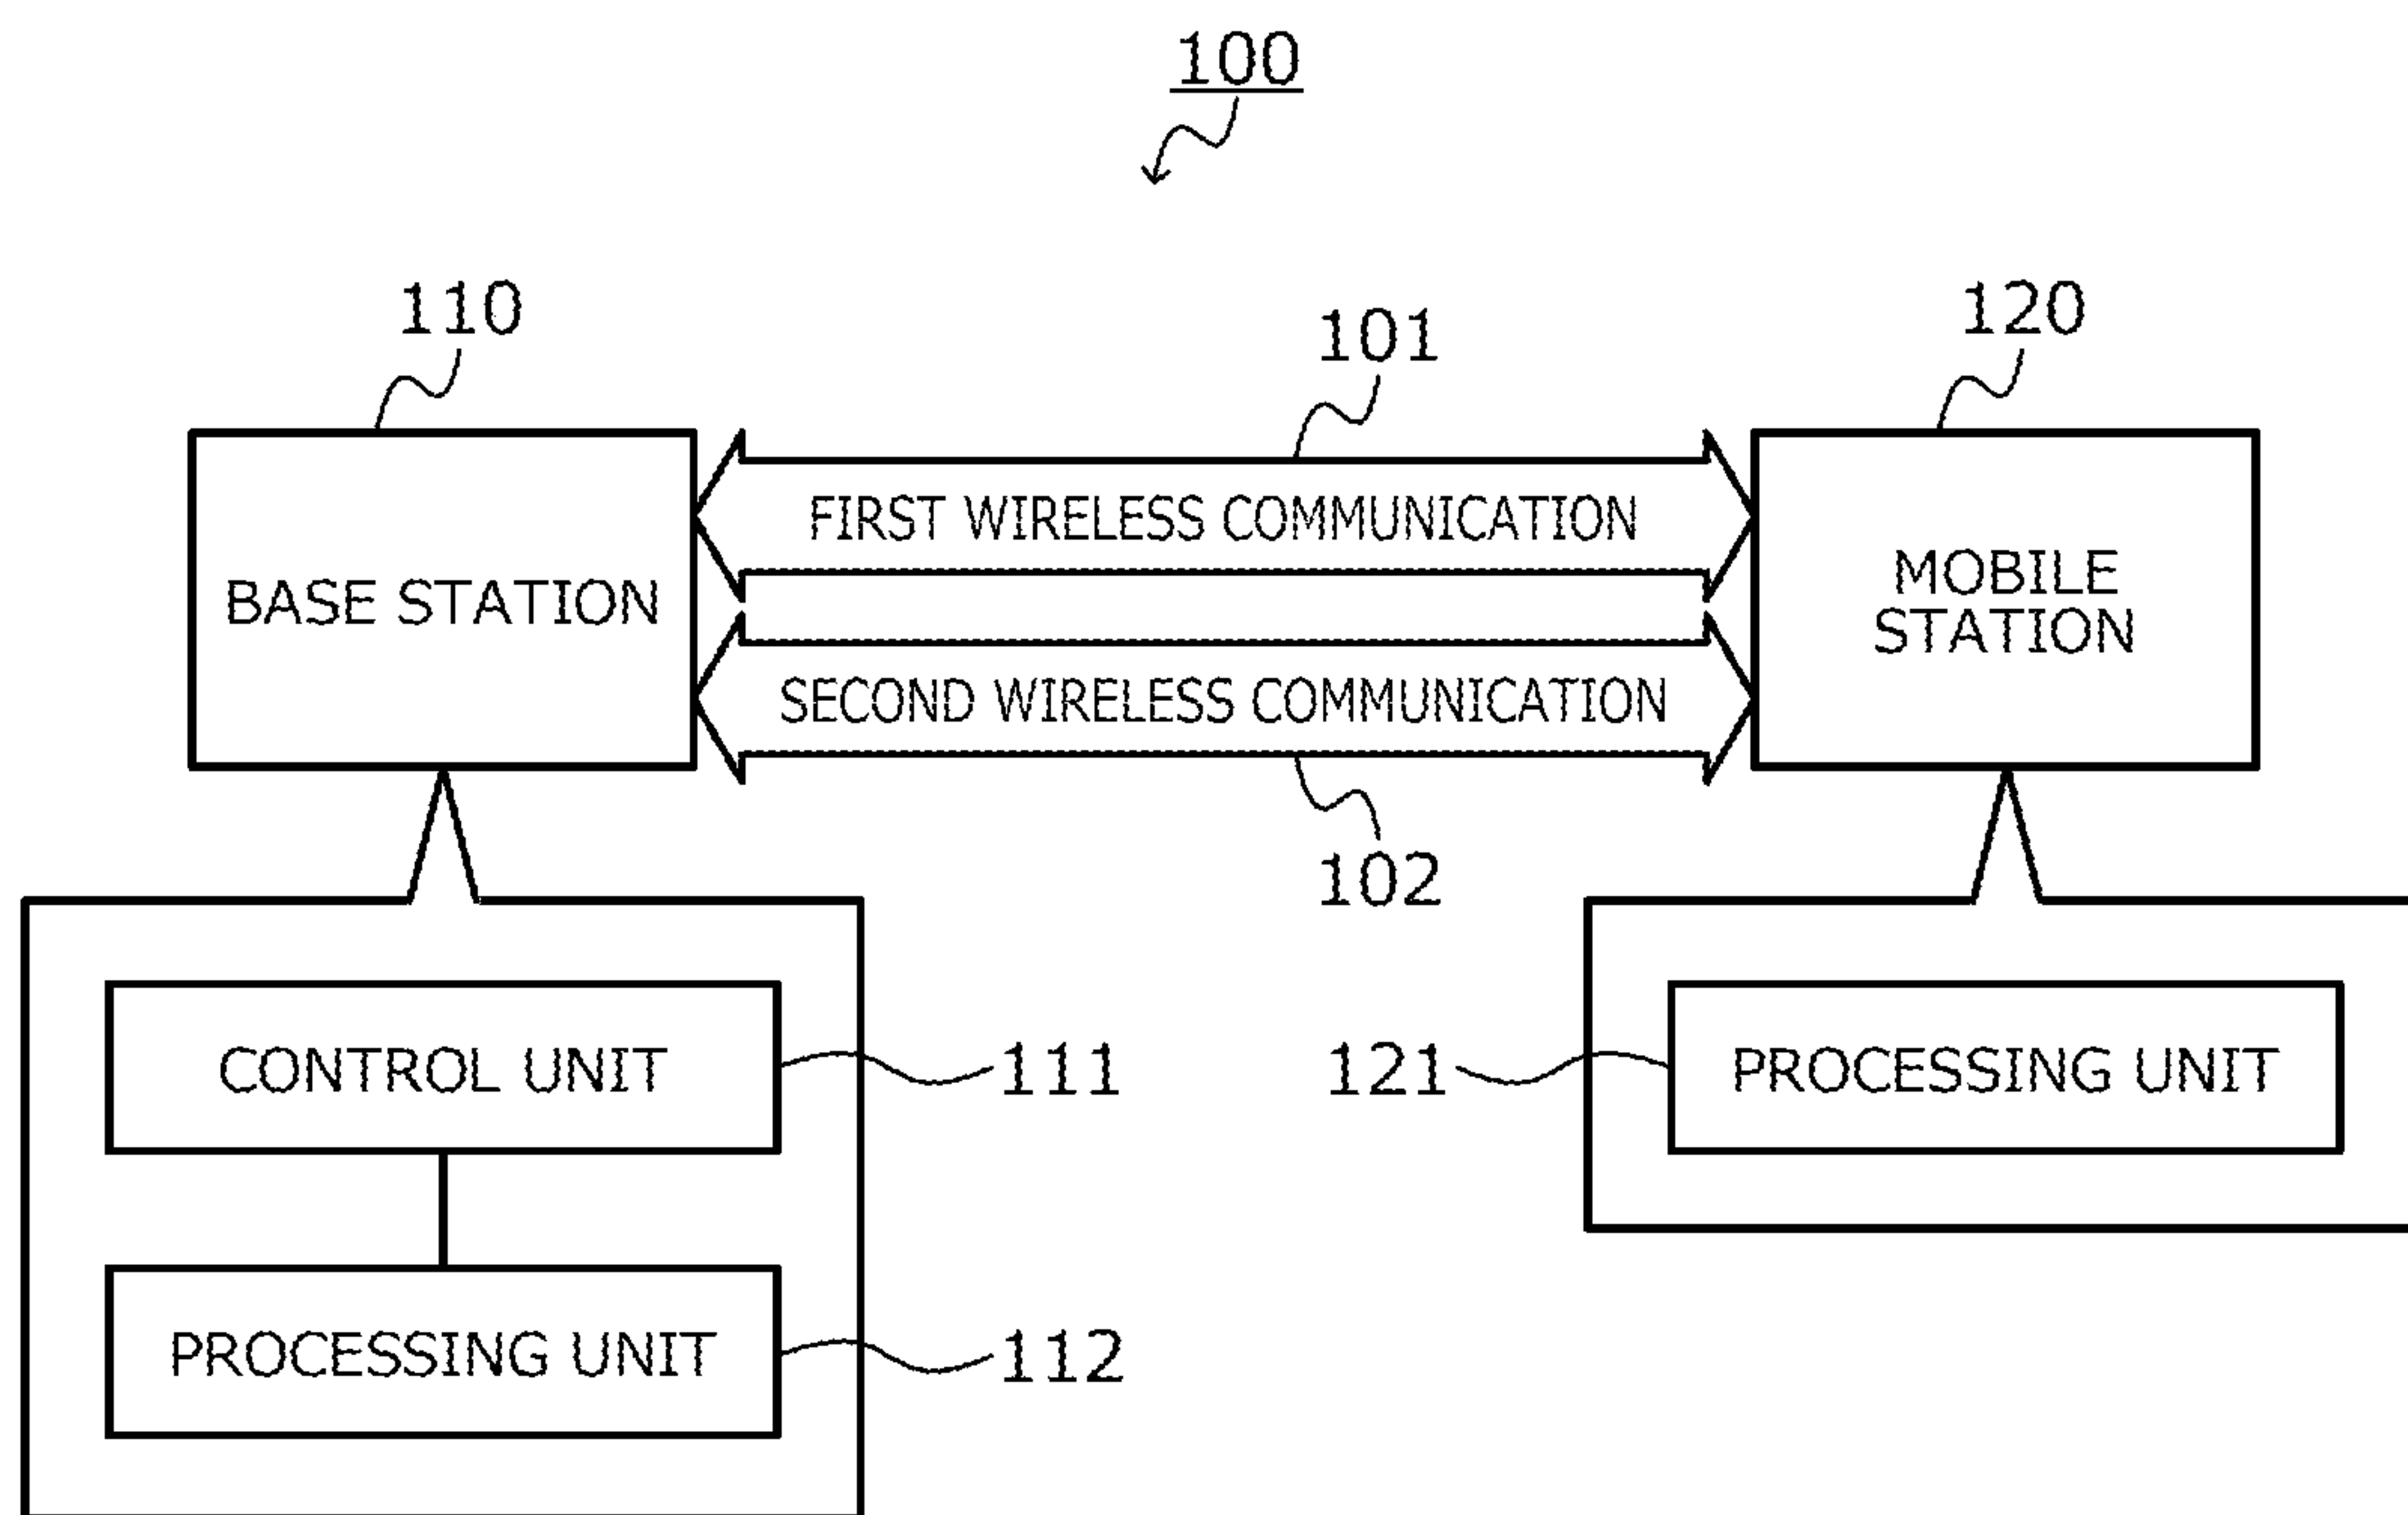 100
110
101
120
FIRST WIRELESS COMMUNICATION
BASE STATION
MOBILE
STATION
SECOND WIRELESS COMMUNICATION
102
CONTROL UNIT
111
121
PROCESSING UNIT
PROCESSING UNIT
112